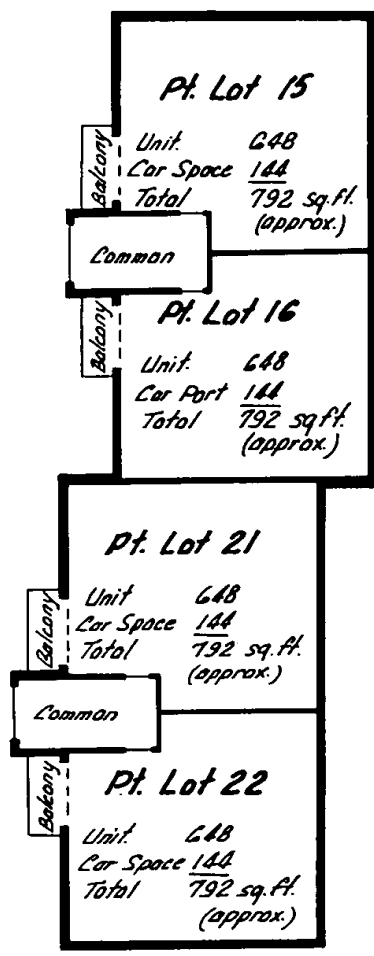 Pt. Lot 15
Balcony
Unit. 648
Car Space 144
Total 792 sq.ft.
(approx.)
Common
Pt. Lot 16
Balcony
Unit. 648
Car Port 144
Total 792 sq.ft.
(approx.)
Pt. Lot 21
Balcony
Unit 648
Car Space 144
Total 792 sq.ft.
(approx.)
Common
Pt. Lot 22
Balcony
Unit. 648
Car Space 144
Total 792 sq.ft.
(approx.)